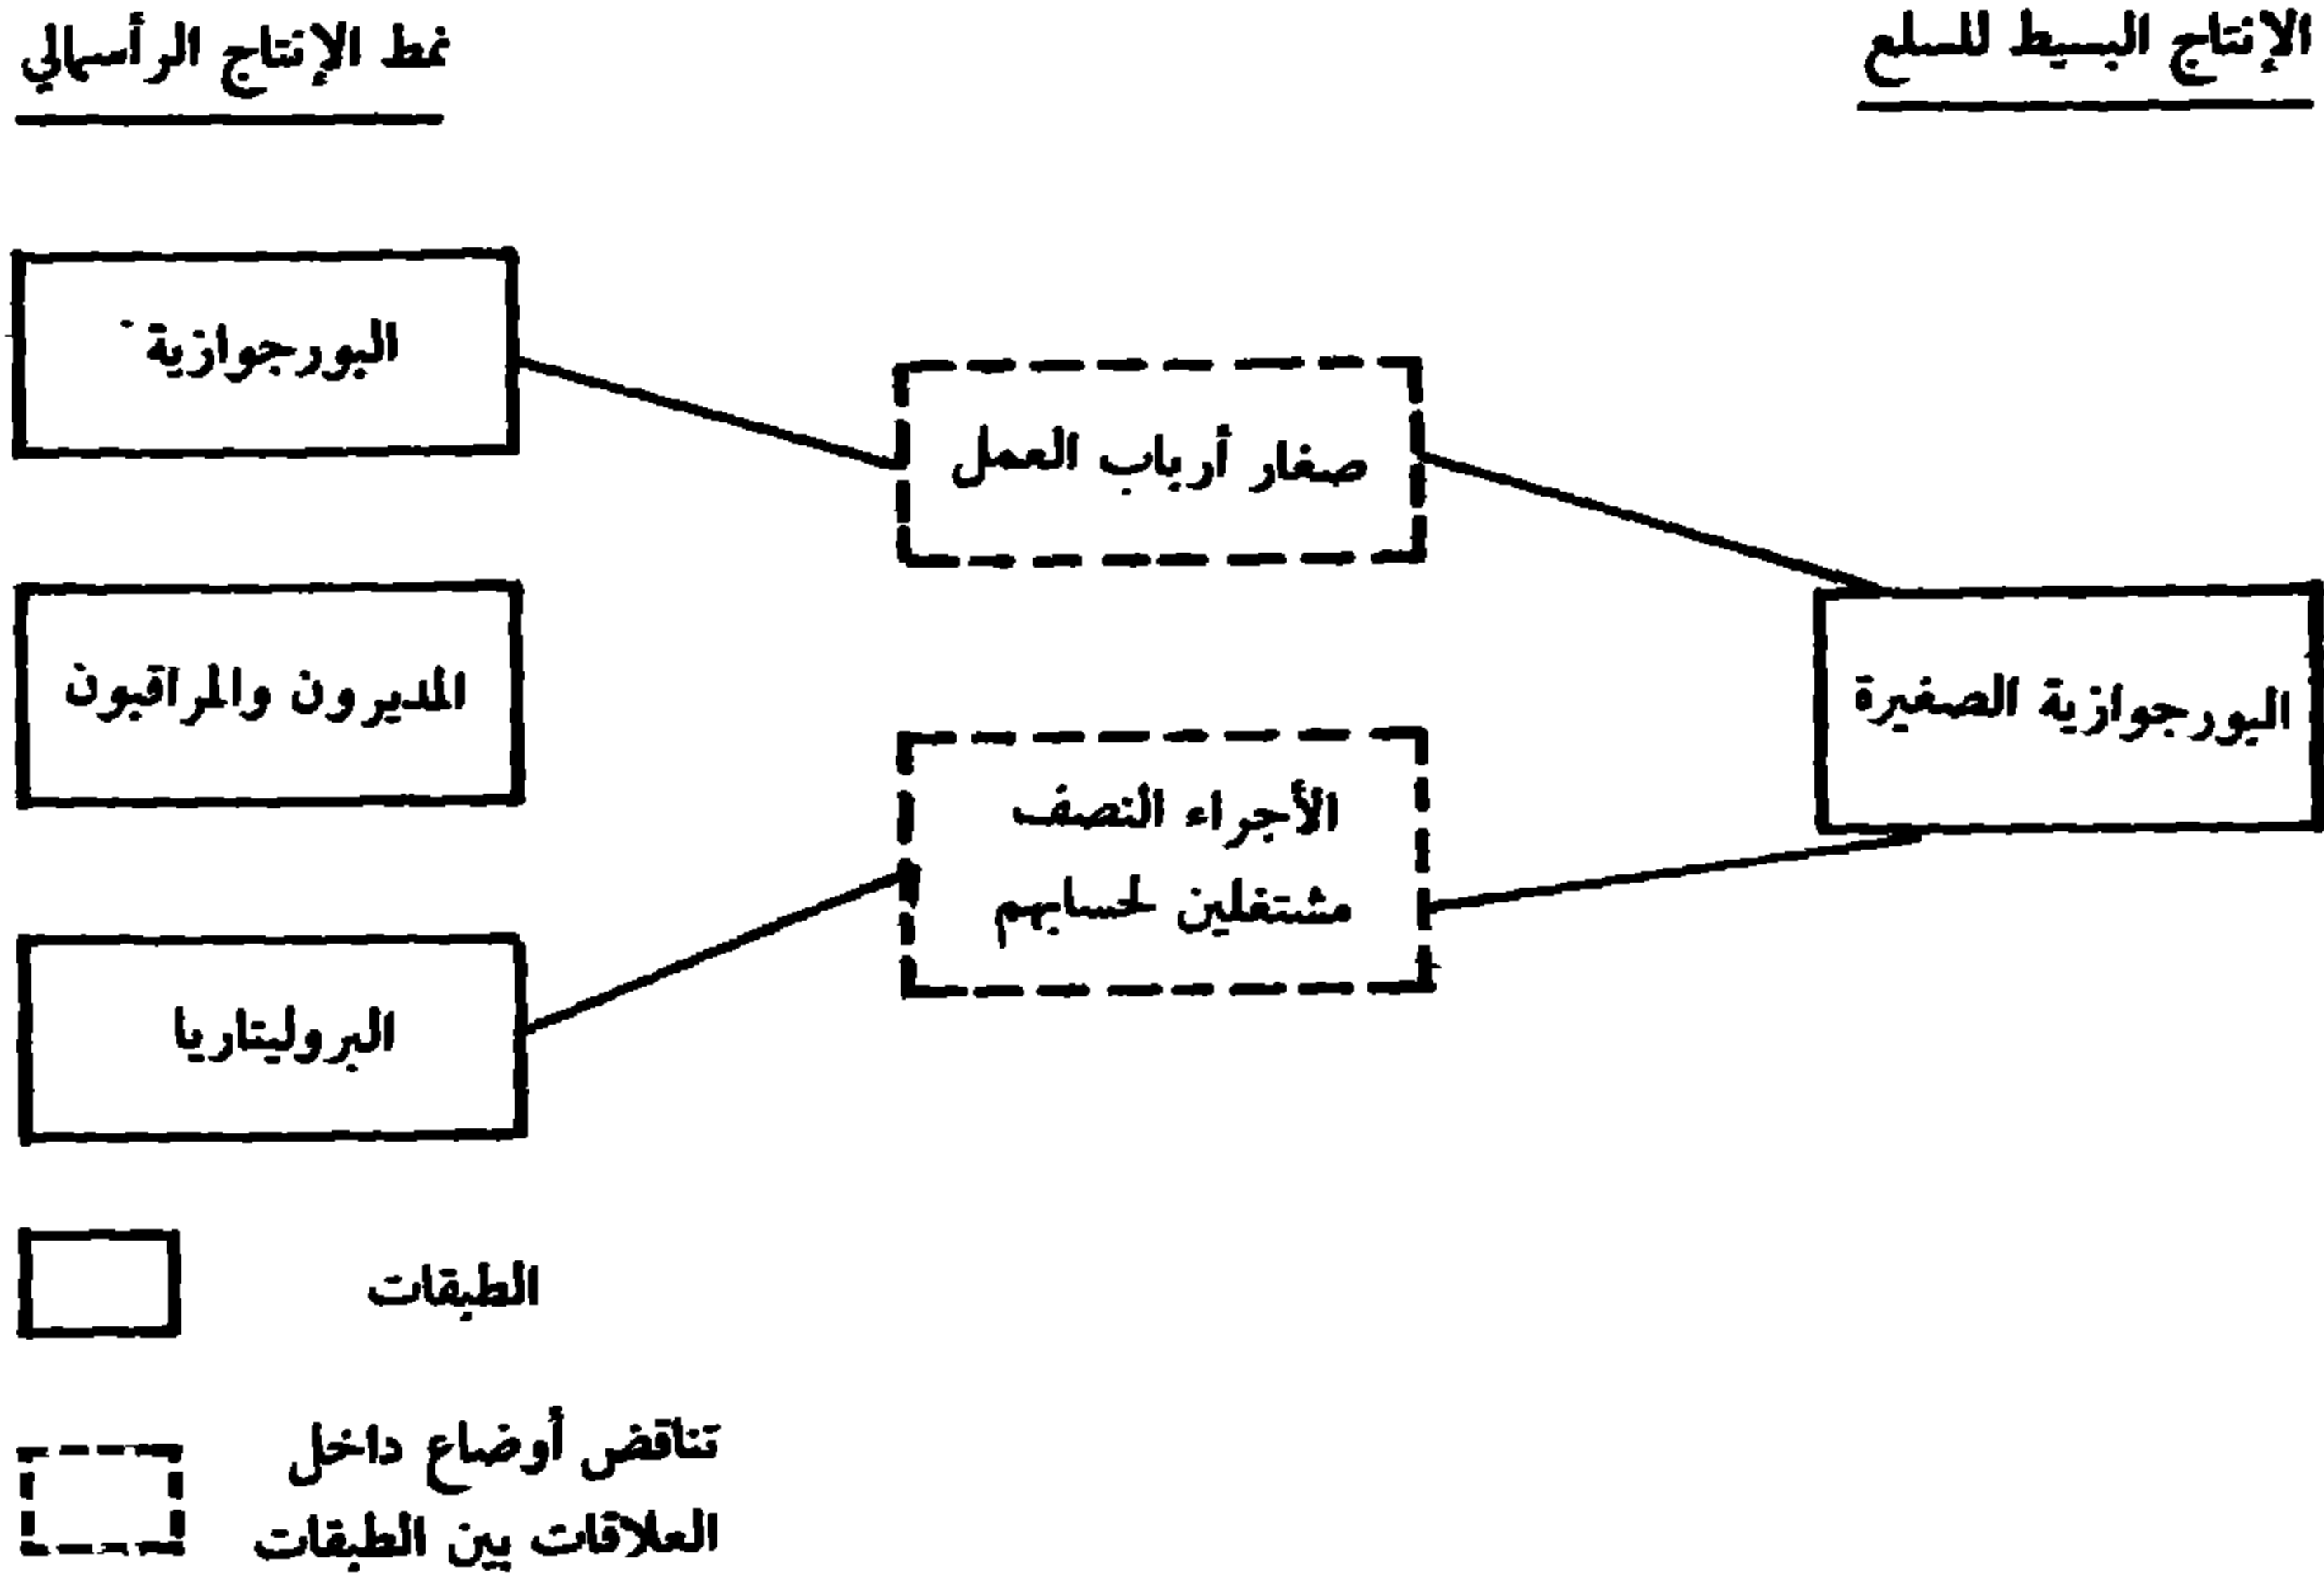 الإنتاج البسيط للسلع
نمط الإنتاج الرأسمالي
البورجوازية
صغار أرباب العمل
المديرون والمراقبون
البورجوازية الصغيرة
الأجراء النصف
مشتغلين لحسابهم
البروليتاريا
الطبقات
تناقض أوضاع داخل
العلاقات بين الطبقات